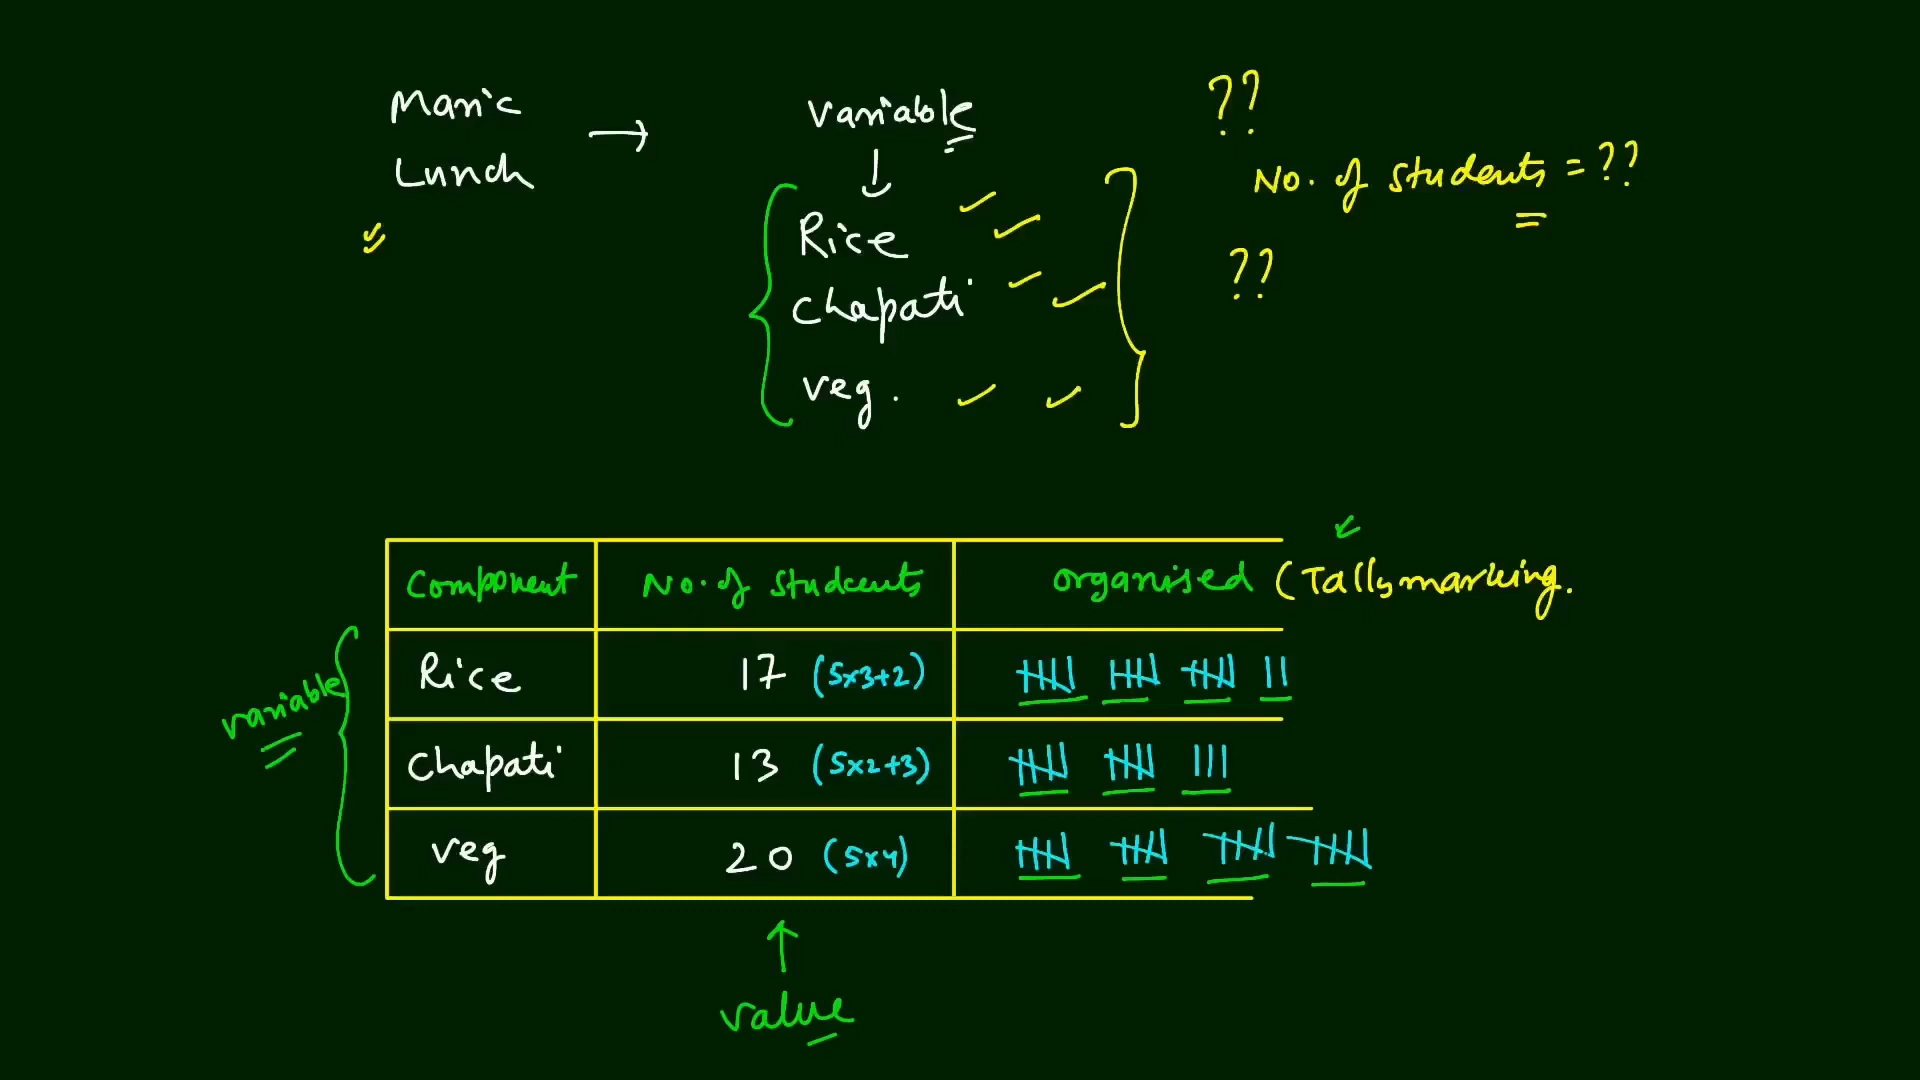 Manic
Lunch
→
variable
??
No. of students = ??
Rice
chapati
veg.
??
Component
No. of students
organised (Tally marking.
variable
Rice
17 (5x3+2)
chapati
13 (5x2+3)
veg
20 (5x4)
value